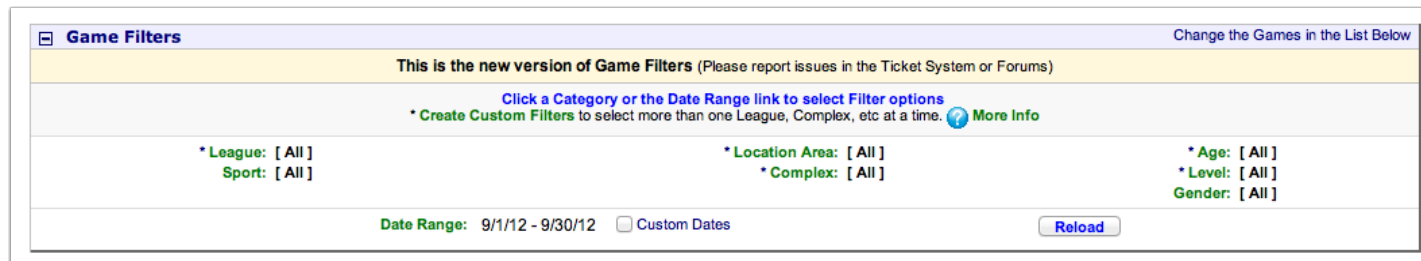 Game Filters Change the Games in the List Below
This is the new version of Game Filters (Please report issues in the Ticket System or Forums)
Click a Category or the Date Range link to select Filter options
* Create Custom Filters to select more than one League, Complex, etc at a time. ? More Info
* League: [ All ] * Location Area: [ All ] * Age: [ All ]
Sport: [ All ] * Complex: [ All ] * Level: [ All ]
Gender: [ All ]
Date Range: 9/1/12 - 9/30/12 Custom Dates Reload